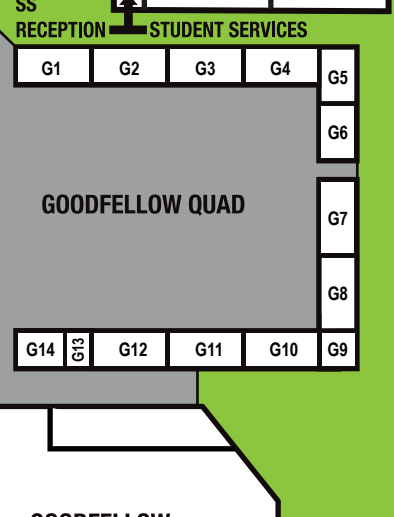 SS
RECEPTION STUDENT SERVICES
G1 G2 G3 G4 G5
G6
GOODFELLOW QUAD
G7
G8
G14 G13 G12 G11 G10 G9
GOODFELLOW